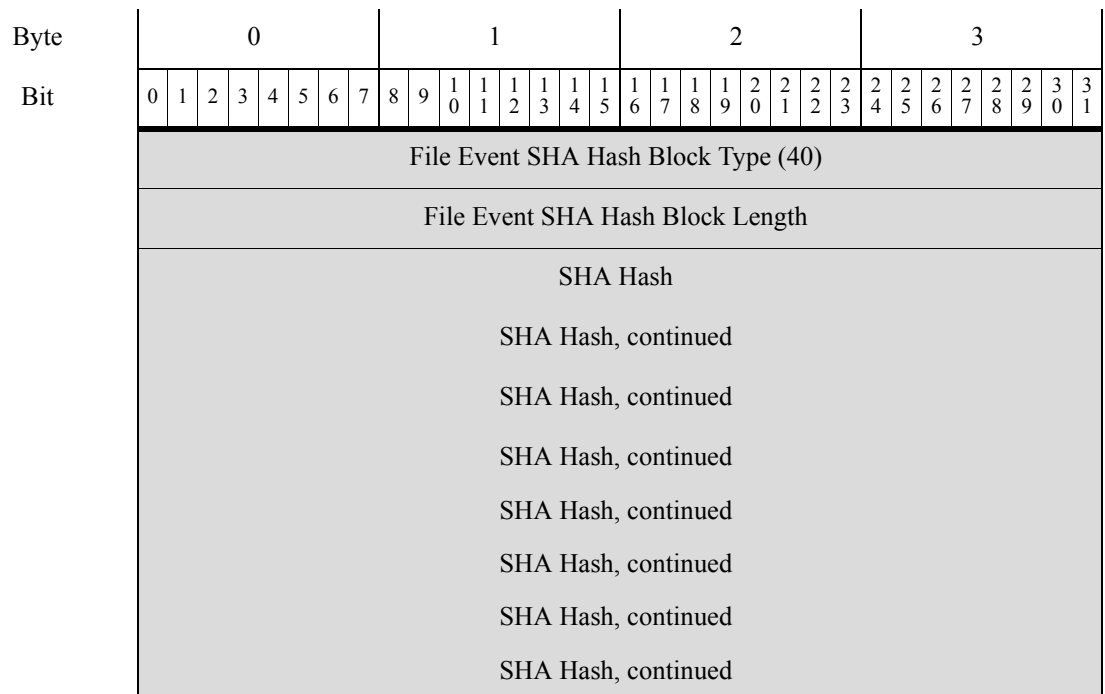 Byte 0 1 2 3
Bit 0 1 2 3 4 5 6 7 8 9 10 11 12 13 14 15 16 17 18 19 20 21 22 23 24 25 26 27 28 29 30 31
File Event SHA Hash Block Type (40)
File Event SHA Hash Block Length
SHA Hash
SHA Hash, continued
SHA Hash, continued
SHA Hash, continued
SHA Hash, continued
SHA Hash, continued
SHA Hash, continued
SHA Hash, continued